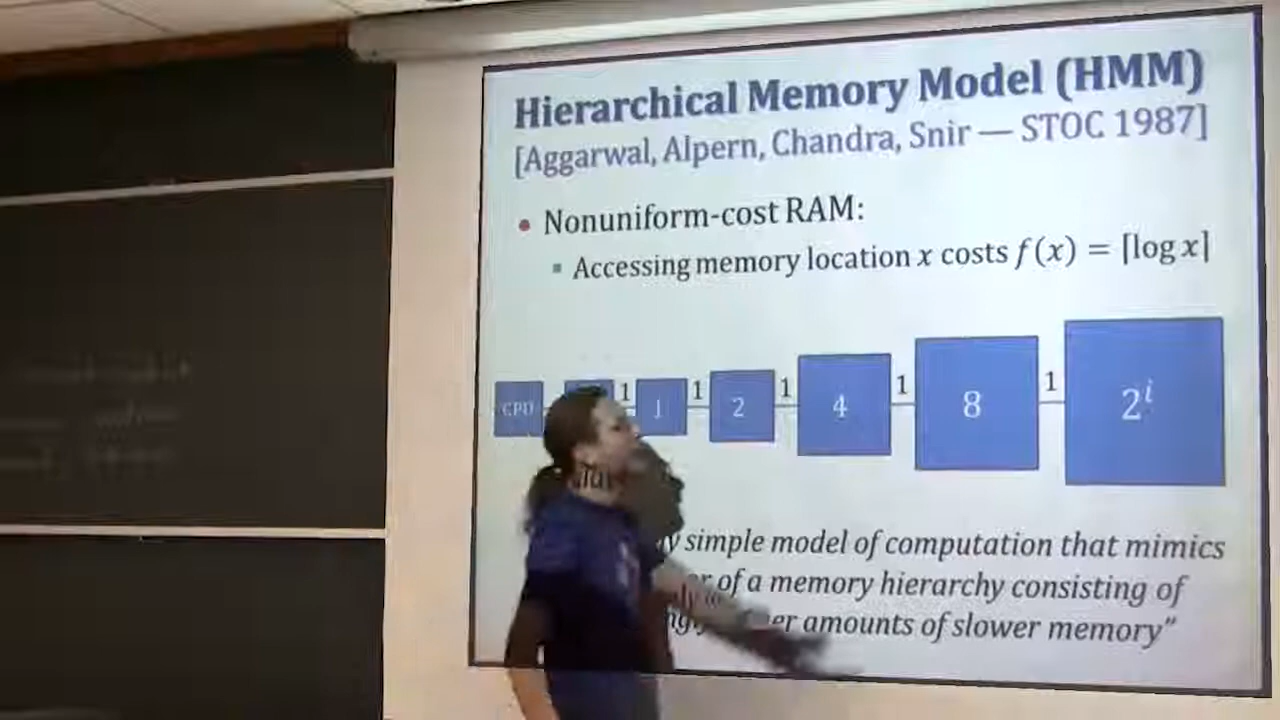 Hierarchical Memory Model (HMM)
[Aggarwal, Alpern, Chandra, Snir — STOC 1987]
• Nonuniform-cost RAM:
▪ Accessing memory location x costs f(x) = ⌈log x⌉
CPU 1 1 1 2 1 4 1 8 1 2^i
simple model of computation that mimics
of a memory hierarchy consisting of
amounts of slower memory”